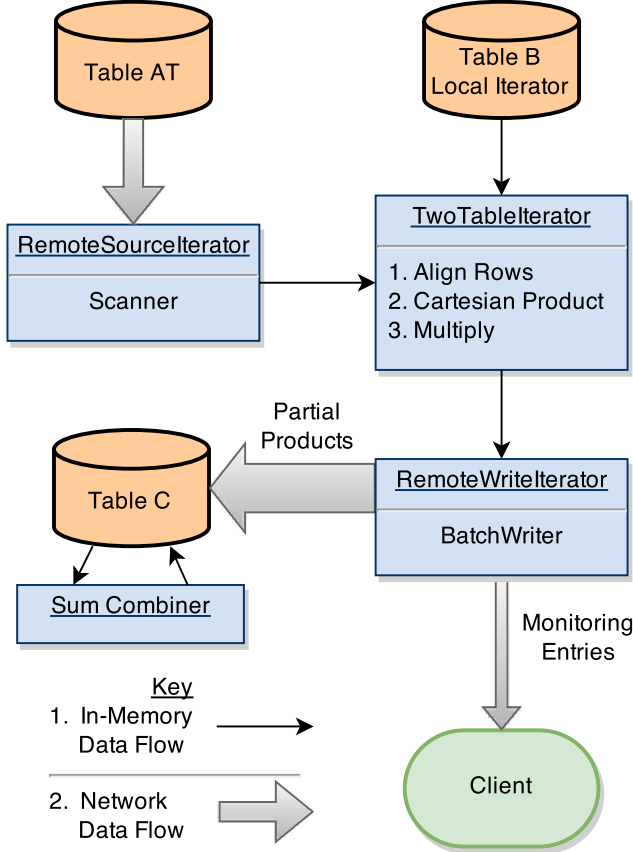 Table AT
Table B
Local Iterator
RemoteSourceIterator
Scanner
TwoTableIterator
1. Align Rows
2. Cartesian Product
3. Multiply
Partial
Products
Table C
RemoteWriteIterator
BatchWriter
Sum Combiner
Monitoring
Entries
Key
1. In-Memory
Data Flow
2. Network
Data Flow
Client